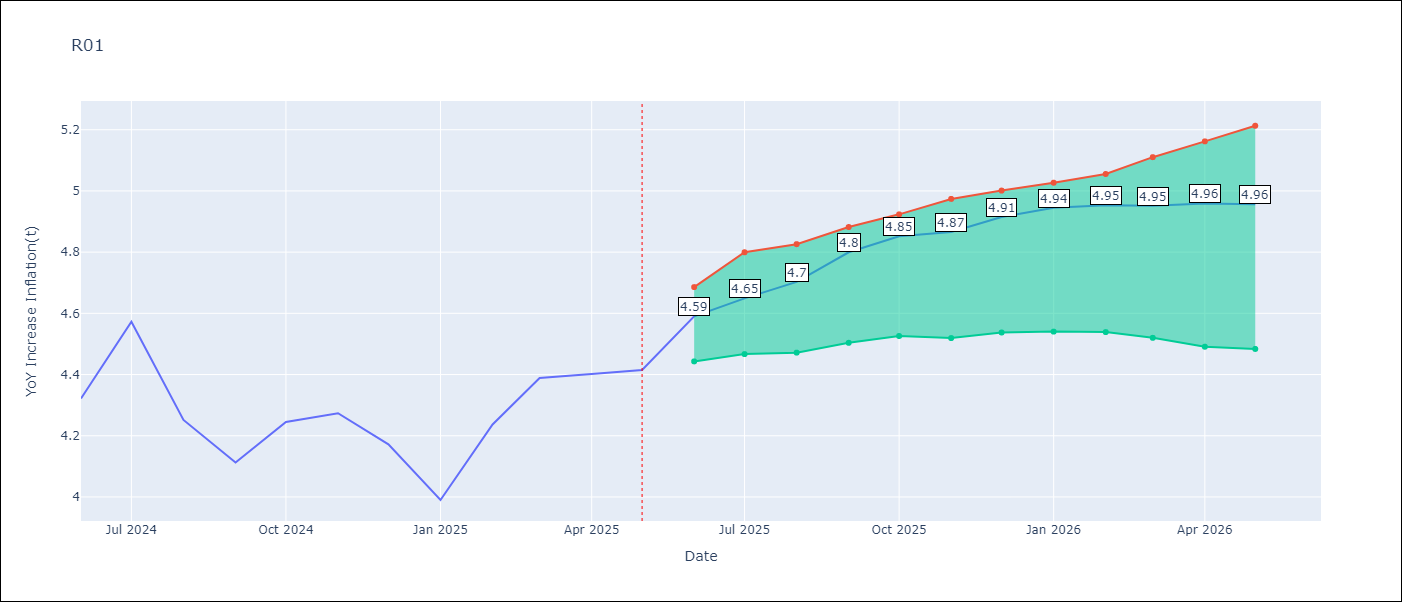 R01
YoY Increase Inflation(t)
5.2
5
4.8
4.6
4.4
4.2
4
4.59
4.65
4.7
4.8
4.85
4.87
4.91
4.94
4.95
4.95
4.96
4.96
Jul 2024
Oct 2024
Jan 2025
Apr 2025
Jul 2025
Oct 2025
Jan 2026
Apr 2026
Date